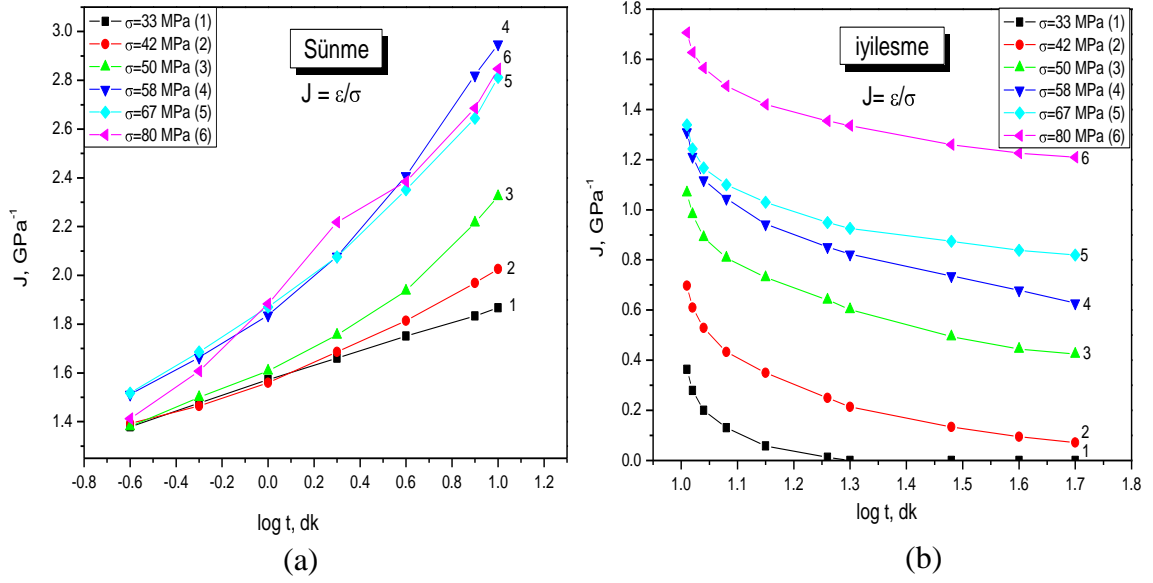 σ=33 MPa (1)
σ=42 MPa (2)
σ=50 MPa (3)
σ=58 MPa (4)
σ=67 MPa (5)
σ=80 MPa (6)
Sünme
J = ε/σ
4
6
5
3
2
1
3.0
2.8
2.6
2.4
2.2
2.0
1.8
1.6
1.4
J, GPa⁻¹
-0.8 -0.6 -0.4 -0.2 0.0 0.2 0.4 0.6 0.8 1.0 1.2
log t, dk
(a)
σ=33 MPa (1)
σ=42 MPa (2)
σ=50 MPa (3)
σ=58 MPa (4)
σ=67 MPa (5)
σ=80 MPa (6)
iyilesme
J= ε/σ
6
5
4
3
2
1
1.8
1.6
1.4
1.2
1.0
0.8
0.6
0.4
0.2
0.0
J, GPa⁻¹
1.0 1.1 1.2 1.3 1.4 1.5 1.6 1.7 1.8
log t, dk
(b)